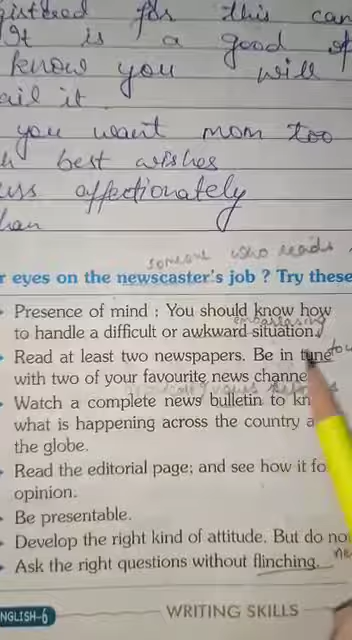 gistered for this can
It is a good op
know you will
ail it.
you want mom too
h best wishes
urs affectionately
han
someone who reads
r eyes on the newscaster's job ? Try these
Presence of mind : You should know how
embarrasing
to handle a difficult or awkward situation.
Read at least two newspapers. Be in tune
with two of your favourite news channe
Watch a complete news bulletin to kn
what is happening across the country a
the globe.
Read the editorial page; and see how it fo
opinion.
Be presentable.
Develop the right kind of attitude. But do no
Ask the right questions without flinching.
NGLISH-6
WRITING SKILLS